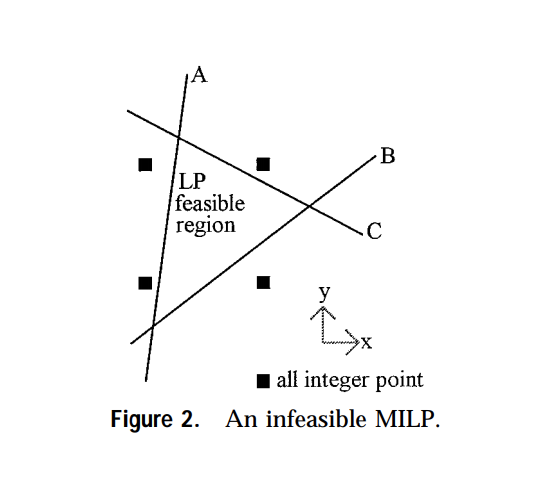 A
B
LP
feasible
region
C
y
x
all integer point
Figure 2. An infeasible MILP.